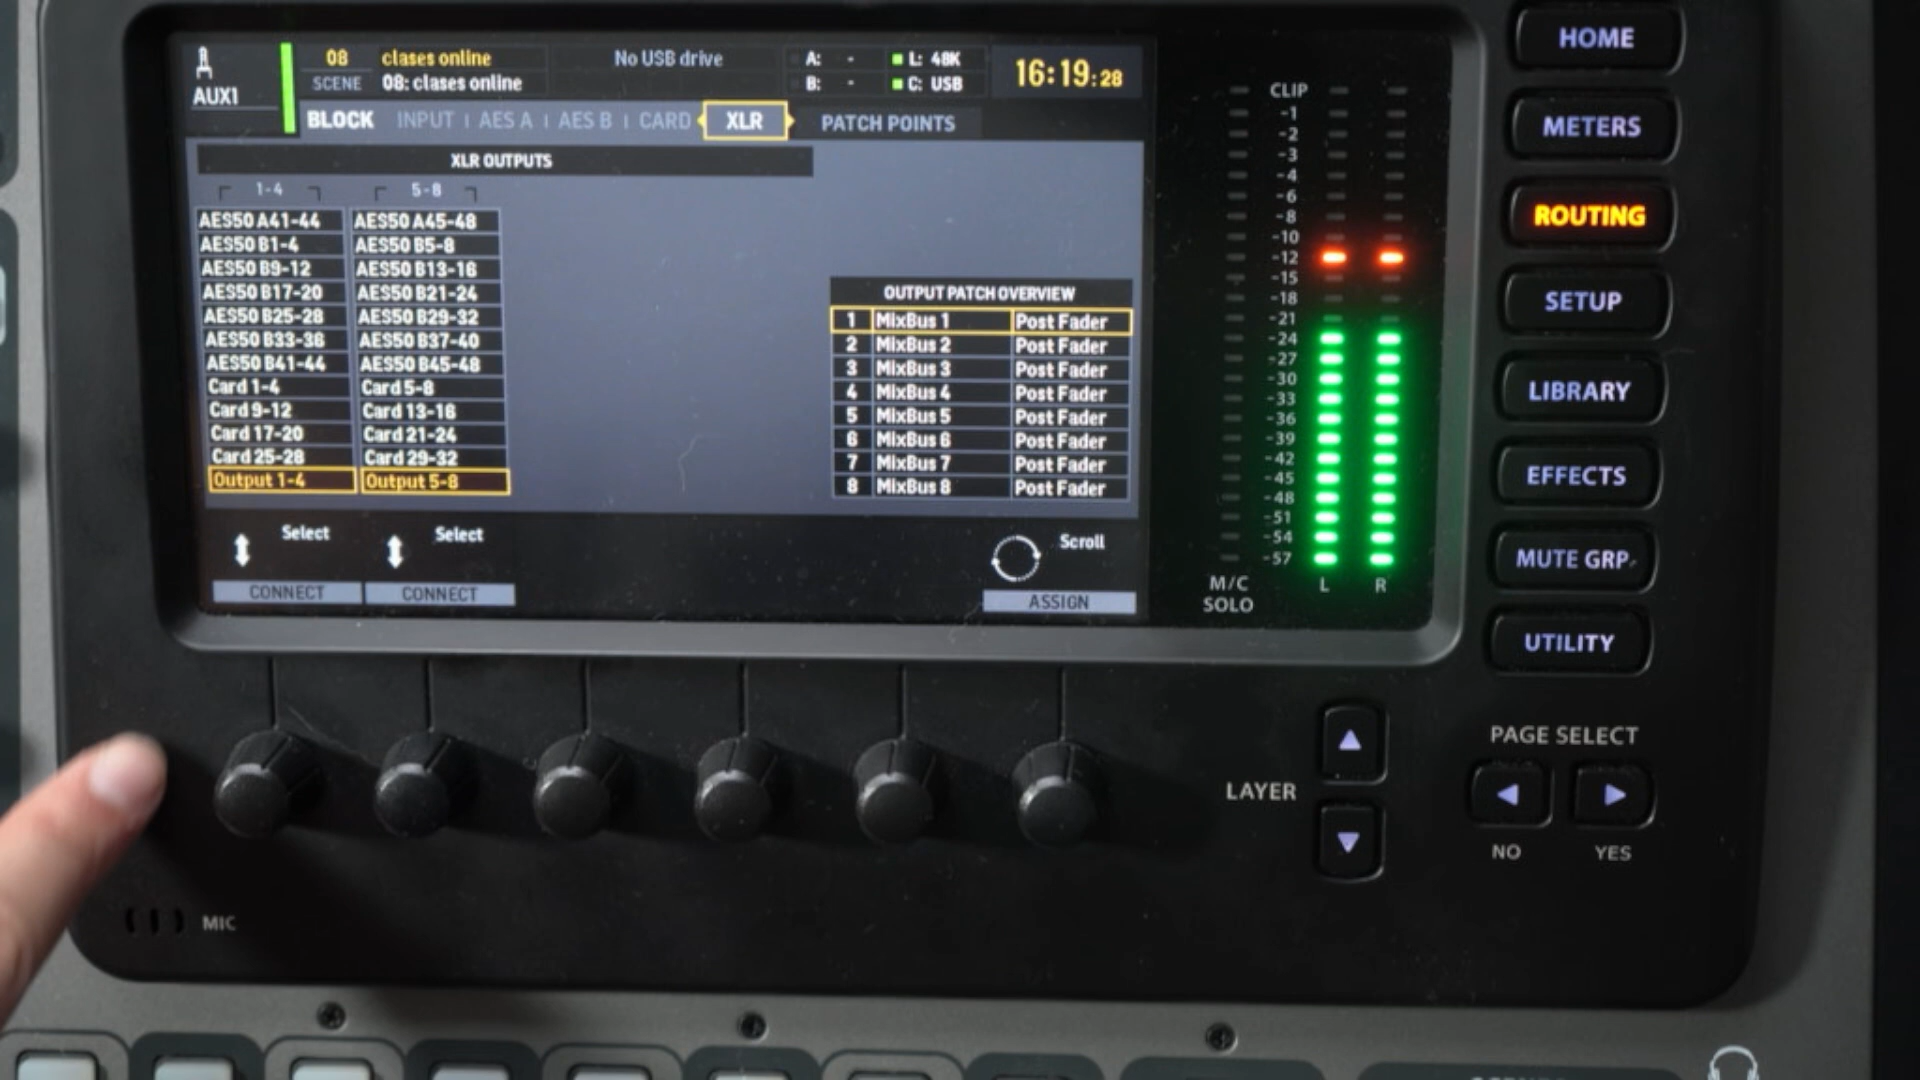 AUX1
08 clases online No USB drive A: - L: 48K 16:19:28
SCENE 08: clases online B: - C: USB
BLOCK INPUT AES A AES B CARD XLR PATCH POINTS
XLR OUTPUTS
1-4 5-8
AES50 A41-44 AES50 A45-48
AES50 B1-4 AES50 B5-8
AES50 B9-12 AES50 B13-16
AES50 B17-20 AES50 B21-24
AES50 B25-28 AES50 B29-32
AES50 B33-36 AES50 B37-40
AES50 B41-44 AES50 B45-48
Card 1-4 Card 5-8
Card 9-12 Card 13-16
Card 17-20 Card 21-24
Card 25-28 Card 29-32
Output 1-4 Output 5-8
Select Select
CONNECT CONNECT
OUTPUT PATCH OVERVIEW
1 MixBus 1 Post Fader
2 MixBus 2 Post Fader
3 MixBus 3 Post Fader
4 MixBus 4 Post Fader
5 MixBus 5 Post Fader
6 MixBus 6 Post Fader
7 MixBus 7 Post Fader
8 MixBus 8 Post Fader
Scroll
ASSIGN
CLIP
-1
-2
-3
-4
-6
-8
-10
-12
-15
-18
-21
-24
-27
-30
-33
-36
-39
-42
-45
-48
-51
-54
-57
M/C L R
SOLO
HOME
METERS
ROUTING
SETUP
LIBRARY
EFFECTS
MUTE GRP.
UTILITY
LAYER
PAGE SELECT
NO YES
MIC